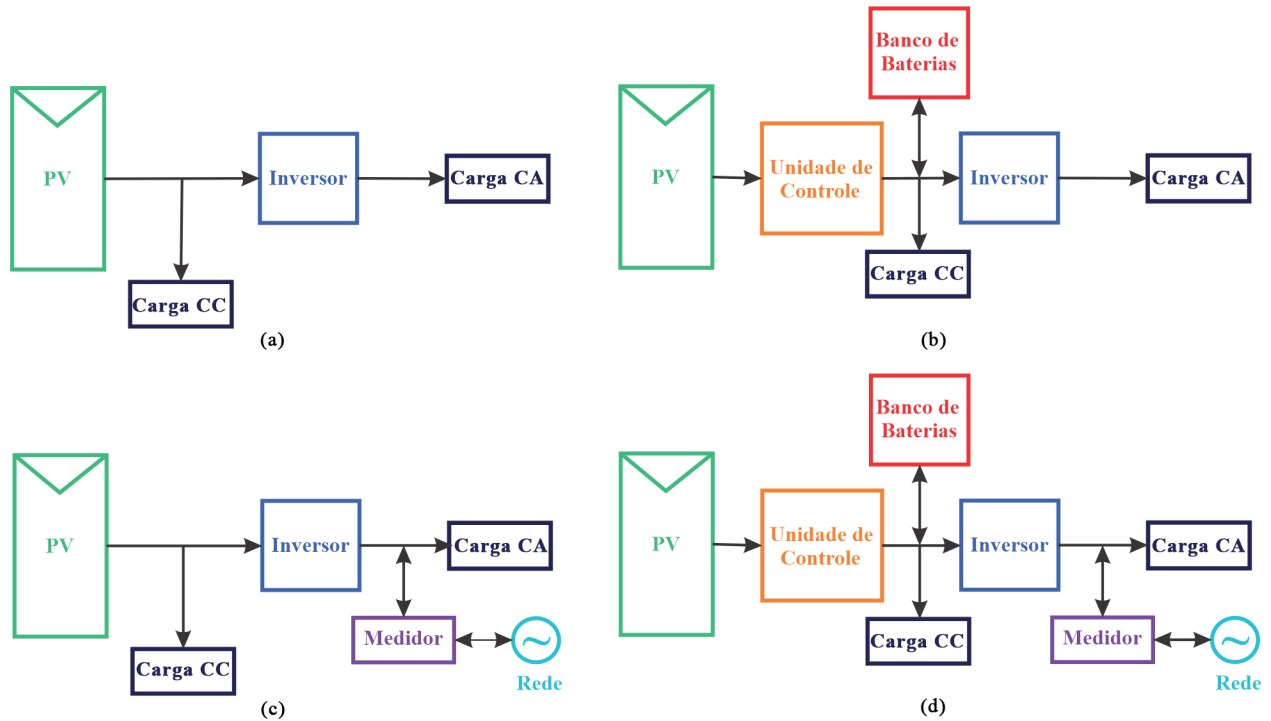 PV
Inversor
Carga CA
Carga CC
(a)
Banco de
Baterias
PV
Unidade de
Controle
Inversor
Carga CA
Carga CC
(b)
PV
Inversor
Carga CA
Medidor
Carga CC
Rede
(c)
Banco de
Baterias
PV
Unidade de
Controle
Inversor
Carga CA
Carga CC
Medidor
Rede
(d)